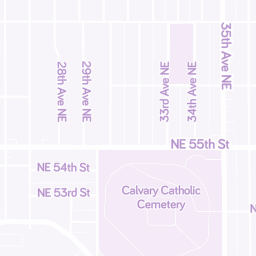 35th Ave NE
28th Ave NE
29th Ave NE
33rd Ave NE
34th Ave NE
NE 55th St
NE 54th St
NE 53rd St
Calvary Catholic
Cemetery
N